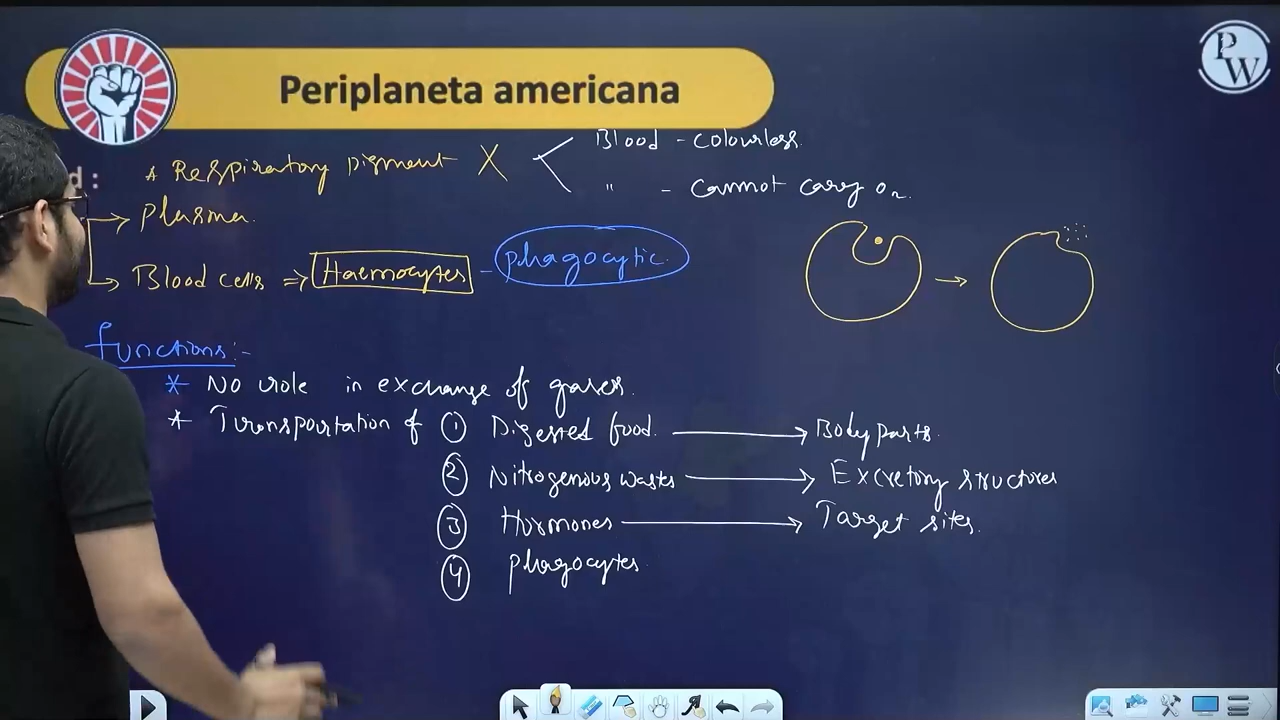 PW
Periplaneta americana
d :
* Respiratory Pigment X
Blood - colourless.
" - cannot carry O₂.
Plasma.
Blood cells ⇒ Haemocytes - phagocytic.
functions:-
* No role in exchange of gases.
* Transportation of ① Digested food. → Body parts.
② Nitrogenous wastes → Excretory structures
③ Hormones → Target sites.
④ Phagocytes.